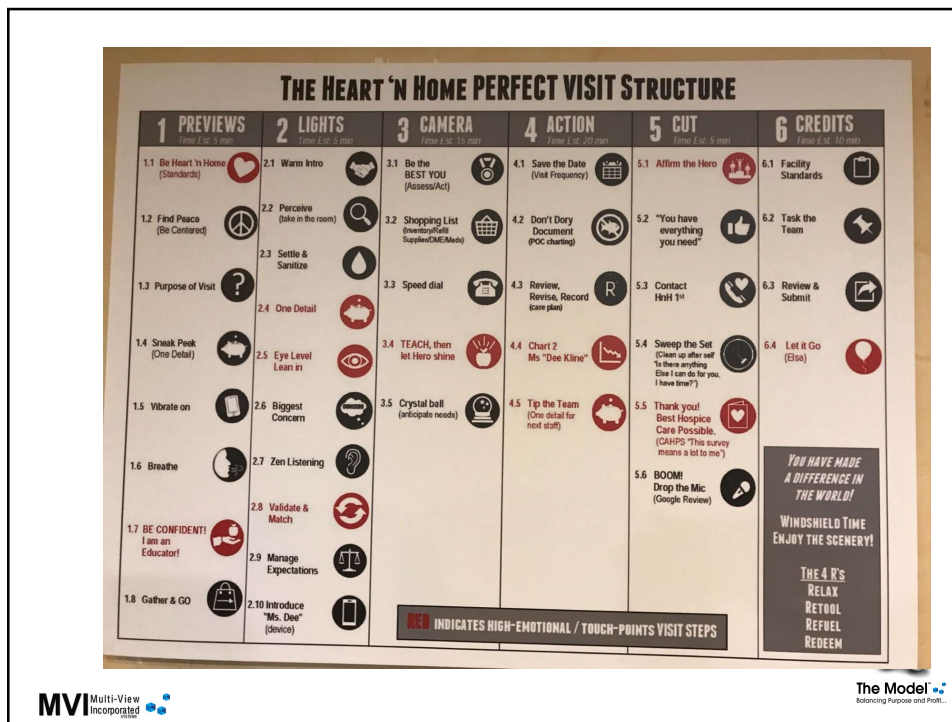 THE HEART 'N HOME PERFECT VISIT STRUCTURE
1 PREVIEWS
Time Est: 5 min
1.1 Be Heart 'n Home
(Standards)
1.2 Find Peace
(Be Centered)
1.3 Purpose of Visit
?
1.4 Sneak Peek
(One Detail)
1.5 Vibrate on
1.6 Breathe
1.7 BE CONFIDENT!
I am an
Educator!
1.8 Gather & GO
2 LIGHTS
Time Est: 5 min
2.1 Warm Intro
2.2 Perceive
(take in the room)
2.3 Settle &
Sanitize
2.4 One Detail
2.5 Eye Level
Lean in
2.6 Biggest
Concern
CONCERN
2.7 Zen Listening
2.8 Validate &
Match
2.9 Manage
Expectations
2.10 Introduce
"Ms. Dee"
(device)
3 CAMERA
Time Est: 15 min
3.1 Be the
BEST YOU
(Assess/Act)
3.2 Shopping List
(Inventory/Refill
Supplies/DME/Meds)
3.3 Speed dial
3.4 TEACH, then
let Hero shine
3.5 Crystal ball
(anticipate needs)
4 ACTION
Time Est: 20 min
4.1 Save the Date
(Visit Frequency)
4.2 Don't Dory
Document
(POC charting)
4.3 Review,
Revise, Record
(care plan)
R
4.4 Chart 2
Ms "Dee Kline"
4.5 Tip the Team
(One detail for
next staff)
5 CUT
Time Est: 5 min
5.1 Affirm the Hero
5.2 "You have
everything
you need"
5.3 Contact
HnH 1st
5.4 Sweep the Set
(Clean up after self
"Is there anything
Else I can do for you,
I have time?")
5.5 Thank you!
Best Hospice
Care Possible.
(CAHPS "This survey
means a lot to me")
5.6 BOOM!
Drop the Mic
(Google Review)
6 CREDITS
Time Est: 10 min
6.1 Facility
Standards
6.2 Task the
Team
6.3 Review &
Submit
6.4 Let it Go
(Elsa)
YOU HAVE MADE
A DIFFERENCE IN
THE WORLD!
WINDSHIELD TIME
ENJOY THE SCENERY!
THE 4 R'S
RELAX
RETOOL
REFUEL
REDEEM
RED INDICATES HIGH-EMOTIONAL / TOUCH-POINTS VISIT STEPS
MVI Multi-View
Incorporated
SYSTEMS
The Model™
Balancing Purpose and Profit...